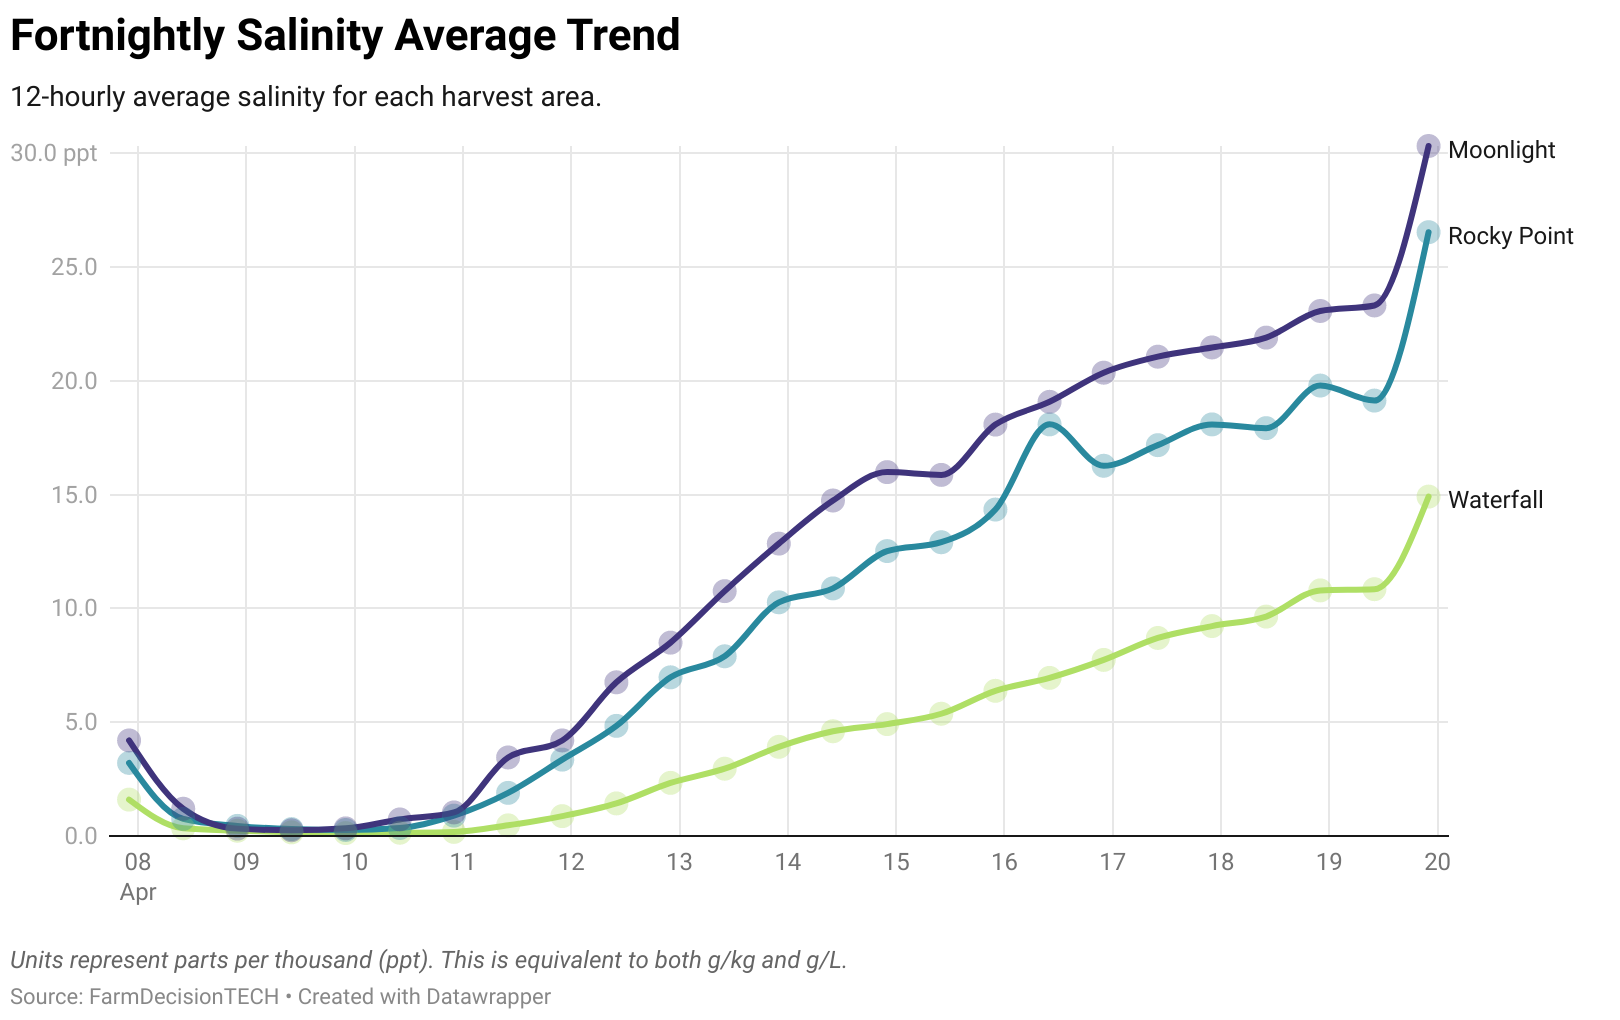 Fortnightly Salinity Average Trend
12-hourly average salinity for each harvest area.
30.0 ppt
25.0
20.0
15.0
10.0
5.0
0.0
Moonlight
Rocky Point
Waterfall
08 09 10 11 12 13 14 15 16 17 18 19 20
Apr
Units represent parts per thousand (ppt). This is equivalent to both g/kg and g/L.
Source: FarmDecisionTECH • Created with Datawrapper